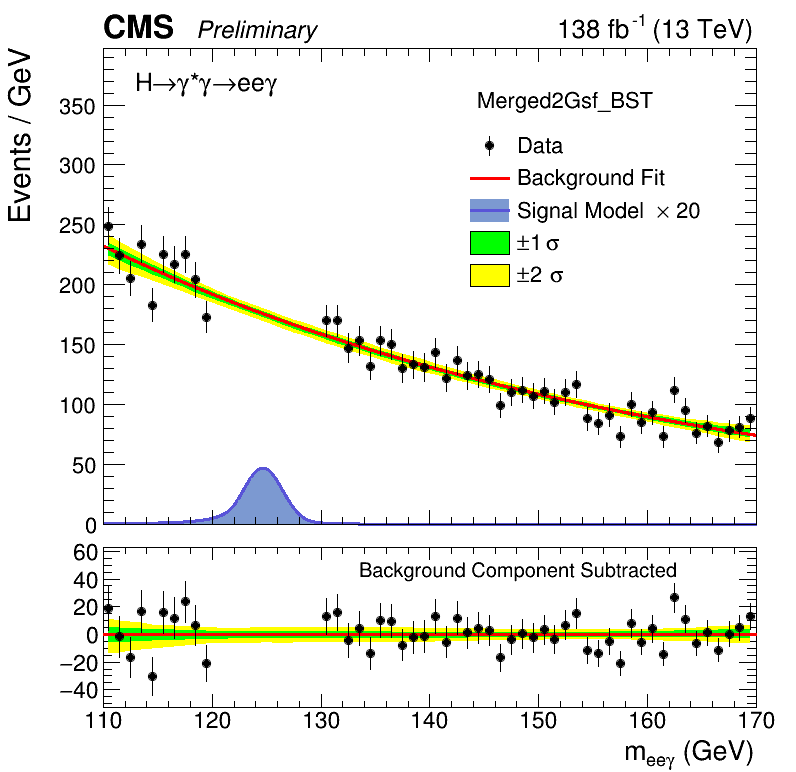 CMS Preliminary 138 fb⁻¹ (13 TeV)
H→γ*γ→eeγ
Merged2Gsf_BST
Data
Background Fit
Signal Model × 20
±1 σ
±2 σ
Events / GeV
350
300
250
200
150
100
50
0
Background Component Subtracted
60
40
20
0
−20
−40
110 120 130 140 150 160 170
m_eeγ (GeV)